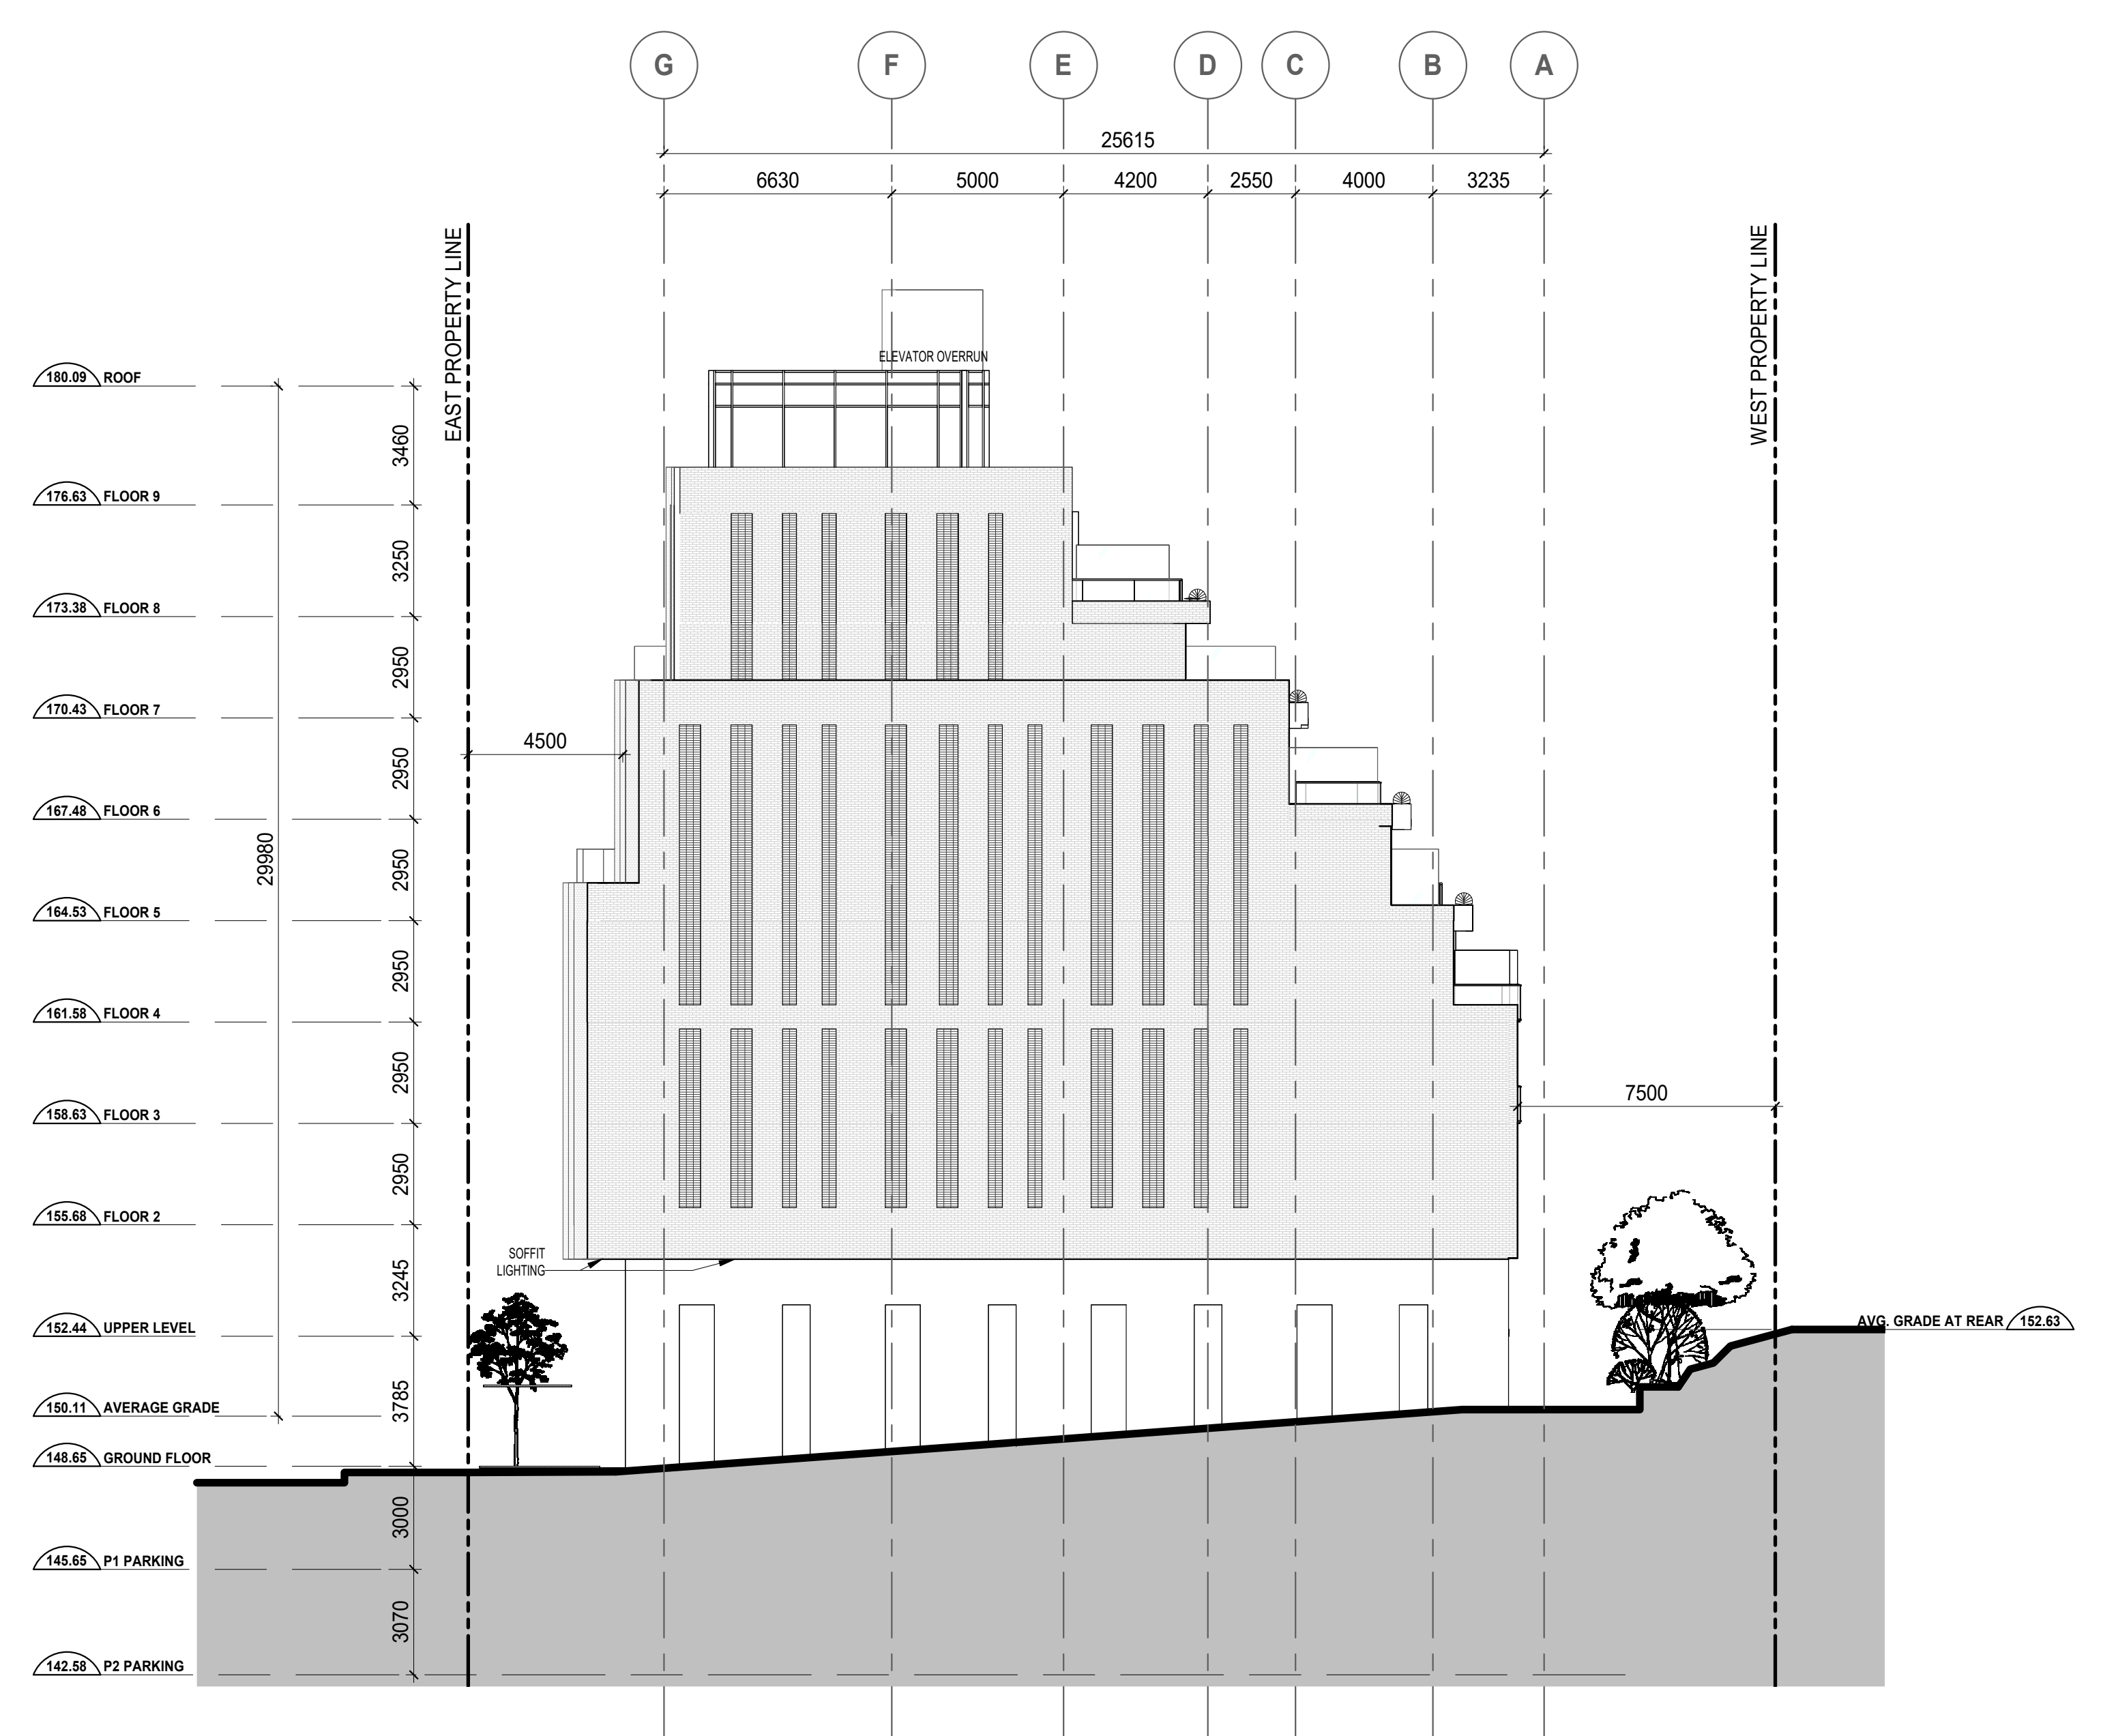 G F E D C B A
25615
6630 5000 4200 2550 4000 3235
EAST PROPERTY LINE
WEST PROPERTY LINE
ELEVATOR OVERRUN
180.09 ROOF
3460
176.63 FLOOR 9
3250
173.38 FLOOR 8
2950
170.43 FLOOR 7
4500
2950
167.48 FLOOR 6
29980
2950
164.53 FLOOR 5
2950
161.58 FLOOR 4
2950
7500
158.63 FLOOR 3
2950
155.68 FLOOR 2
SOFFIT
LIGHTING
3245
152.44 UPPER LEVEL
AVG. GRADE AT REAR 152.63
3785
150.11 AVERAGE GRADE
148.65 GROUND FLOOR
3000
145.65 P1 PARKING
3070
142.58 P2 PARKING